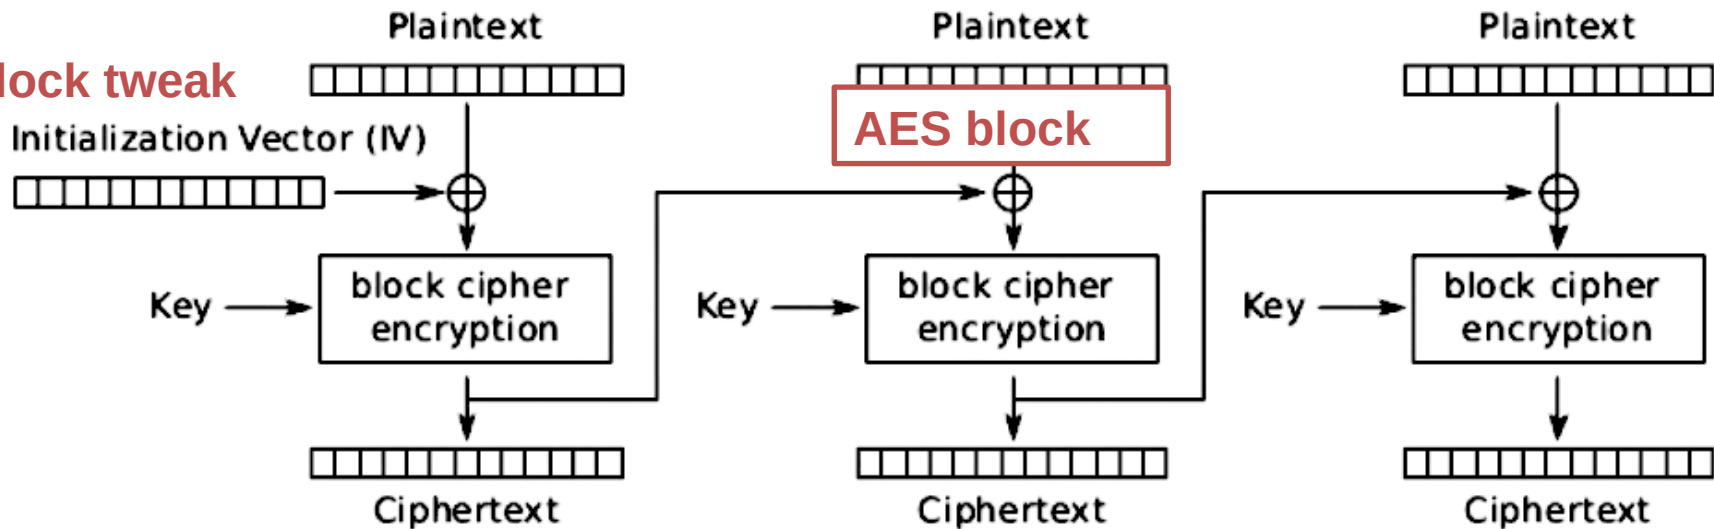 Plaintext
Plaintext
Plaintext
lock tweak
AES block
Initialization Vector (IV)
Key
block cipher
encryption
Key
block cipher
encryption
Key
block cipher
encryption
Ciphertext
Ciphertext
Ciphertext